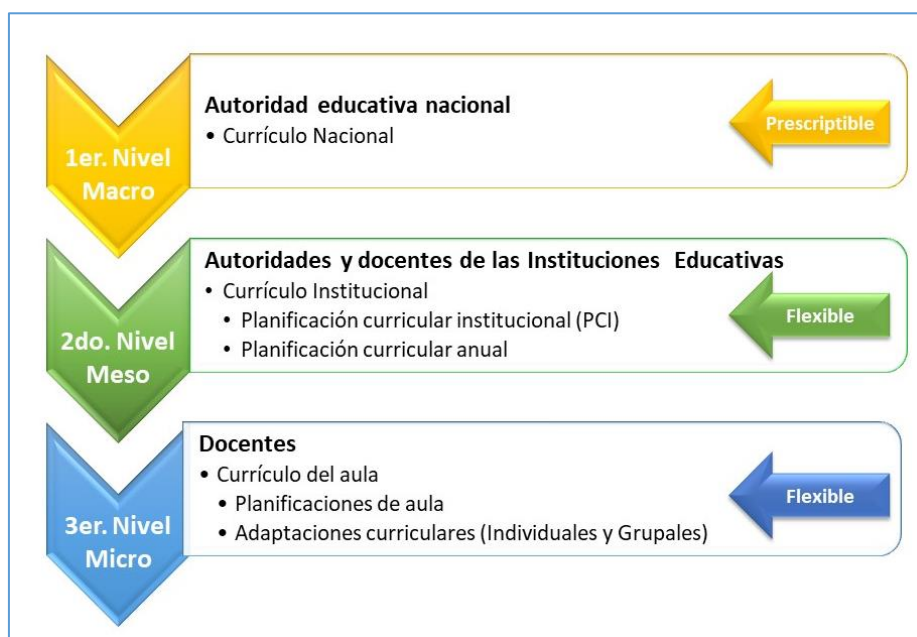 1er. Nivel
Macro
Autoridad educativa nacional
• Currículo Nacional
Prescriptible
2do. Nivel
Meso
Autoridades y docentes de las Instituciones Educativas
• Currículo Institucional
• Planificación curricular institucional (PCI)
• Planificación curricular anual
Flexible
3er. Nivel
Micro
Docentes
• Currículo del aula
• Planificaciones de aula
• Adaptaciones curriculares (Individuales y Grupales)
Flexible